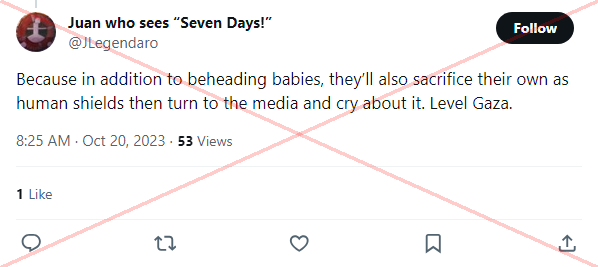 Juan who sees “Seven Days!”
@JLegendaro
Follow
Because in addition to beheading babies, they’ll also sacrifice their own as
human shields then turn to the media and cry about it. Level Gaza.
8:25 AM · Oct 20, 2023 · 53 Views
1 Like